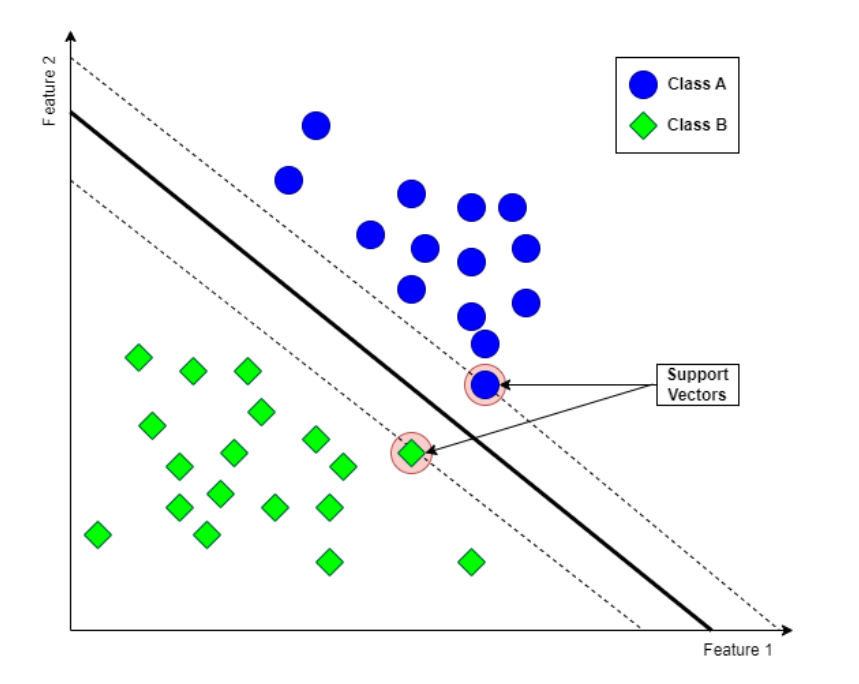 Feature 2
Class A
Class B
Support
Vectors
Feature 1